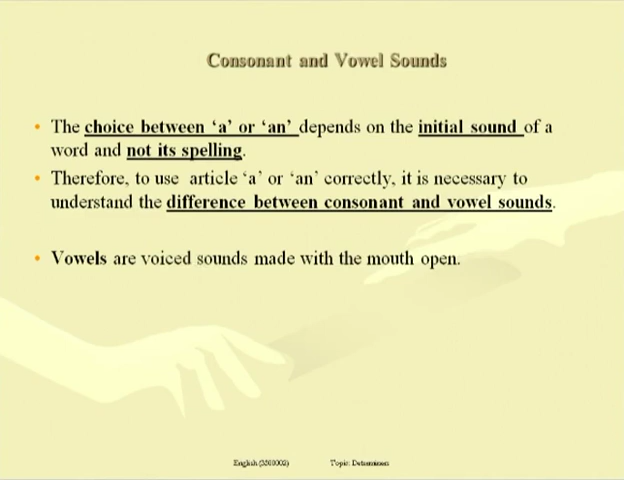 Consonant and Vowel Sounds
• The choice between ‘a’ or ‘an’ depends on the initial sound of a
word and not its spelling.
• Therefore, to use article ‘a’ or ‘an’ correctly, it is necessary to
understand the difference between consonant and vowel sounds.
• Vowels are voiced sounds made with the mouth open.
English Topic: Determiners